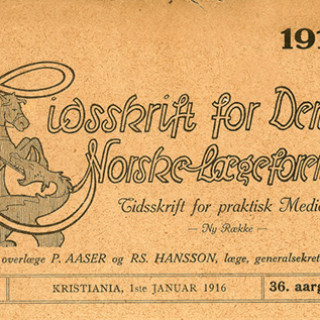 191
Tidsskrift for Den
Norske Lægeforen
Tidsskrift for praktisk Medic
— Ny Række —
overlæge P. AASER og RS. HANSSON, læge, generalsekret
KRISTIANIA, 1ste JANUAR 1916
36. aarg